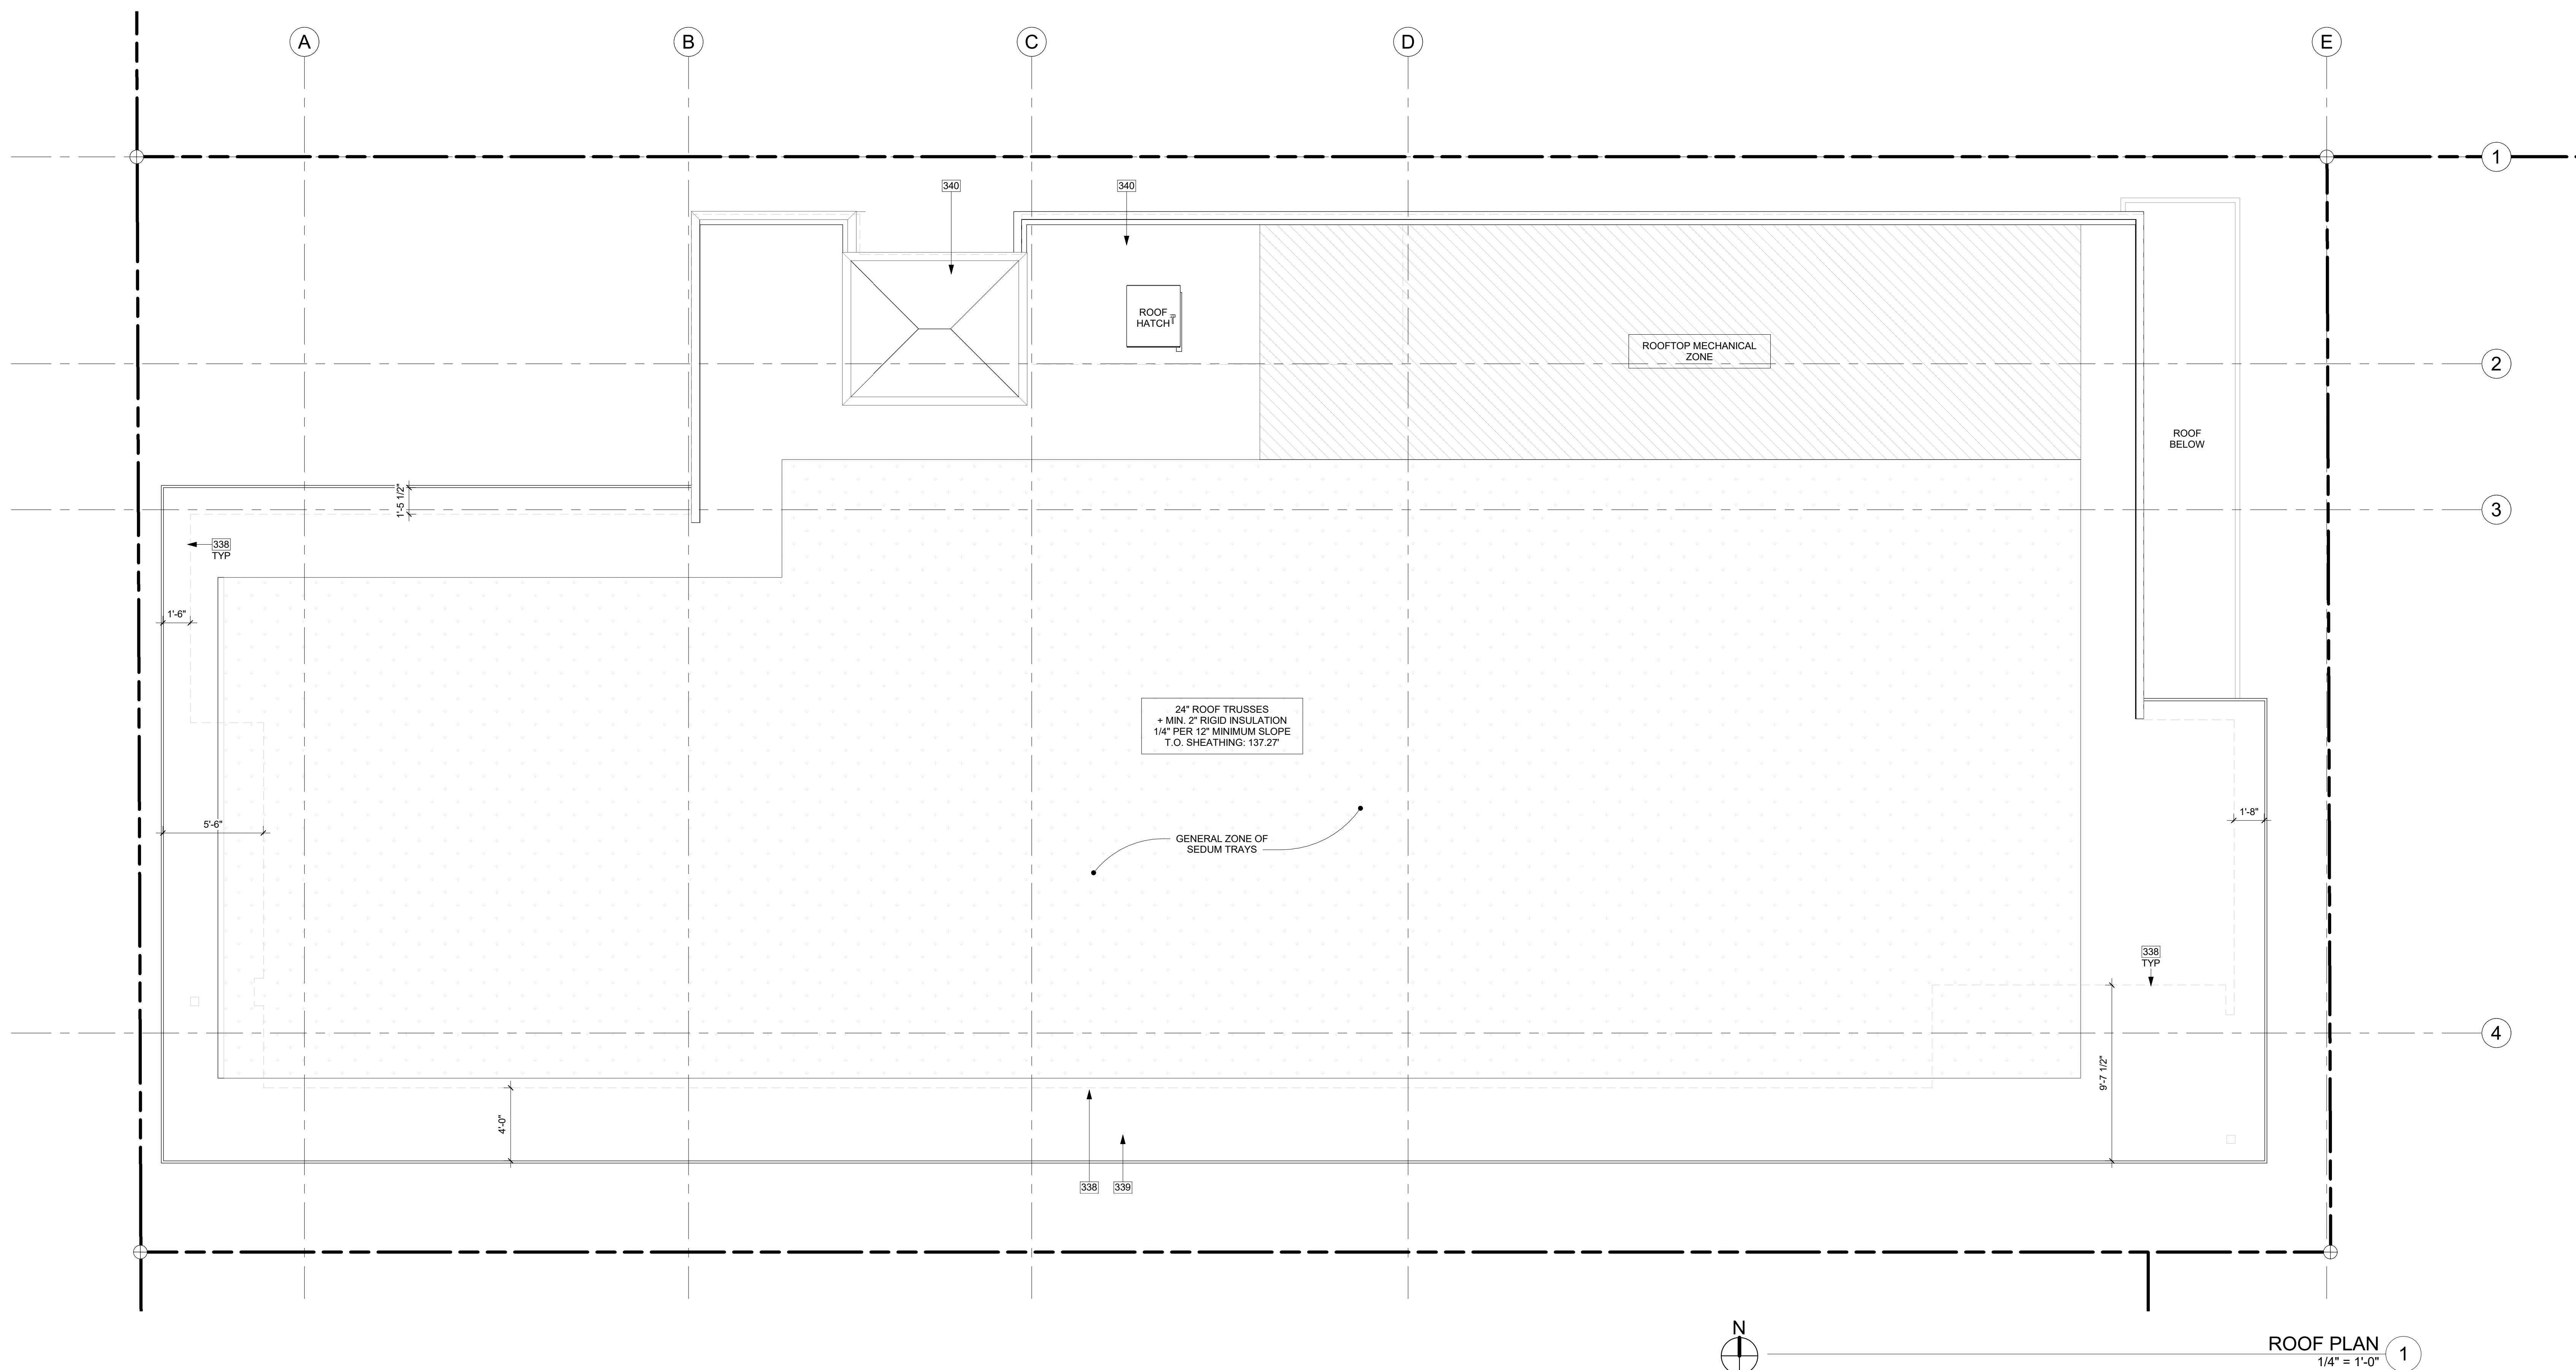 A
B
C
D
E
1
340
340
ROOF
HATCH
ROOFTOP MECHANICAL
ZONE
2
ROOF
BELOW
1'-5 1/2"
3
338
TYP
1'-6"
24" ROOF TRUSSES
+ MIN. 2" RIGID INSULATION
1/4" PER 12" MINIMUM SLOPE
T.O. SHEATHING: 137.27'
5'-6"
1'-8"
GENERAL ZONE OF
SEDUM TRAYS
338
TYP
4
9'-7 1/2"
4'-0"
338
339
N
ROOF PLAN
1/4" = 1'-0"
1